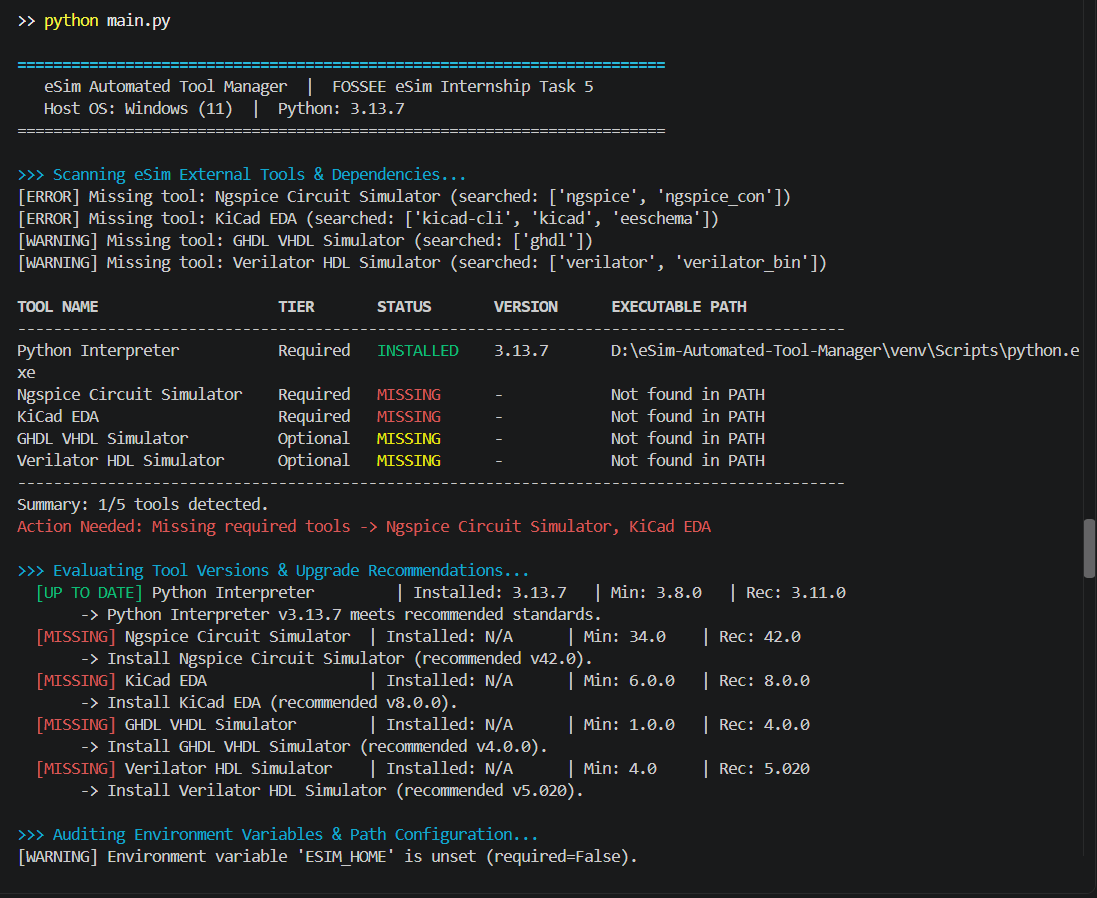 >> python main.py
========================================================================
eSim Automated Tool Manager | FOSSEE eSim Internship Task 5
Host OS: Windows (11) | Python: 3.13.7
========================================================================
>>> Scanning eSim External Tools & Dependencies...
[ERROR] Missing tool: Ngspice Circuit Simulator (searched: ['ngspice', 'ngspice_con'])
[ERROR] Missing tool: KiCad EDA (searched: ['kicad-cli', 'kicad', 'eeschema'])
[WARNING] Missing tool: GHDL VHDL Simulator (searched: ['ghdl'])
[WARNING] Missing tool: Verilator HDL Simulator (searched: ['verilator', 'verilator_bin'])
TOOL NAME TIER STATUS VERSION EXECUTABLE PATH
--------------------------------------------------------------------------------------------
Python Interpreter Required INSTALLED 3.13.7 D:\eSim-Automated-Tool-Manager\venv\Scripts\python.e
xe
Ngspice Circuit Simulator Required MISSING - Not found in PATH
KiCad EDA Required MISSING - Not found in PATH
GHDL VHDL Simulator Optional MISSING - Not found in PATH
Verilator HDL Simulator Optional MISSING - Not found in PATH
--------------------------------------------------------------------------------------------
Summary: 1/5 tools detected.
Action Needed: Missing required tools -> Ngspice Circuit Simulator, KiCad EDA
>>> Evaluating Tool Versions & Upgrade Recommendations...
[UP TO DATE] Python Interpreter | Installed: 3.13.7 | Min: 3.8.0 | Rec: 3.11.0
-> Python Interpreter v3.13.7 meets recommended standards.
[MISSING] Ngspice Circuit Simulator | Installed: N/A | Min: 34.0 | Rec: 42.0
-> Install Ngspice Circuit Simulator (recommended v42.0).
[MISSING] KiCad EDA | Installed: N/A | Min: 6.0.0 | Rec: 8.0.0
-> Install KiCad EDA (recommended v8.0.0).
[MISSING] GHDL VHDL Simulator | Installed: N/A | Min: 1.0.0 | Rec: 4.0.0
-> Install GHDL VHDL Simulator (recommended v4.0.0).
[MISSING] Verilator HDL Simulator | Installed: N/A | Min: 4.0 | Rec: 5.020
-> Install Verilator HDL Simulator (recommended v5.020).
>>> Auditing Environment Variables & Path Configuration...
[WARNING] Environment variable 'ESIM_HOME' is unset (required=False).